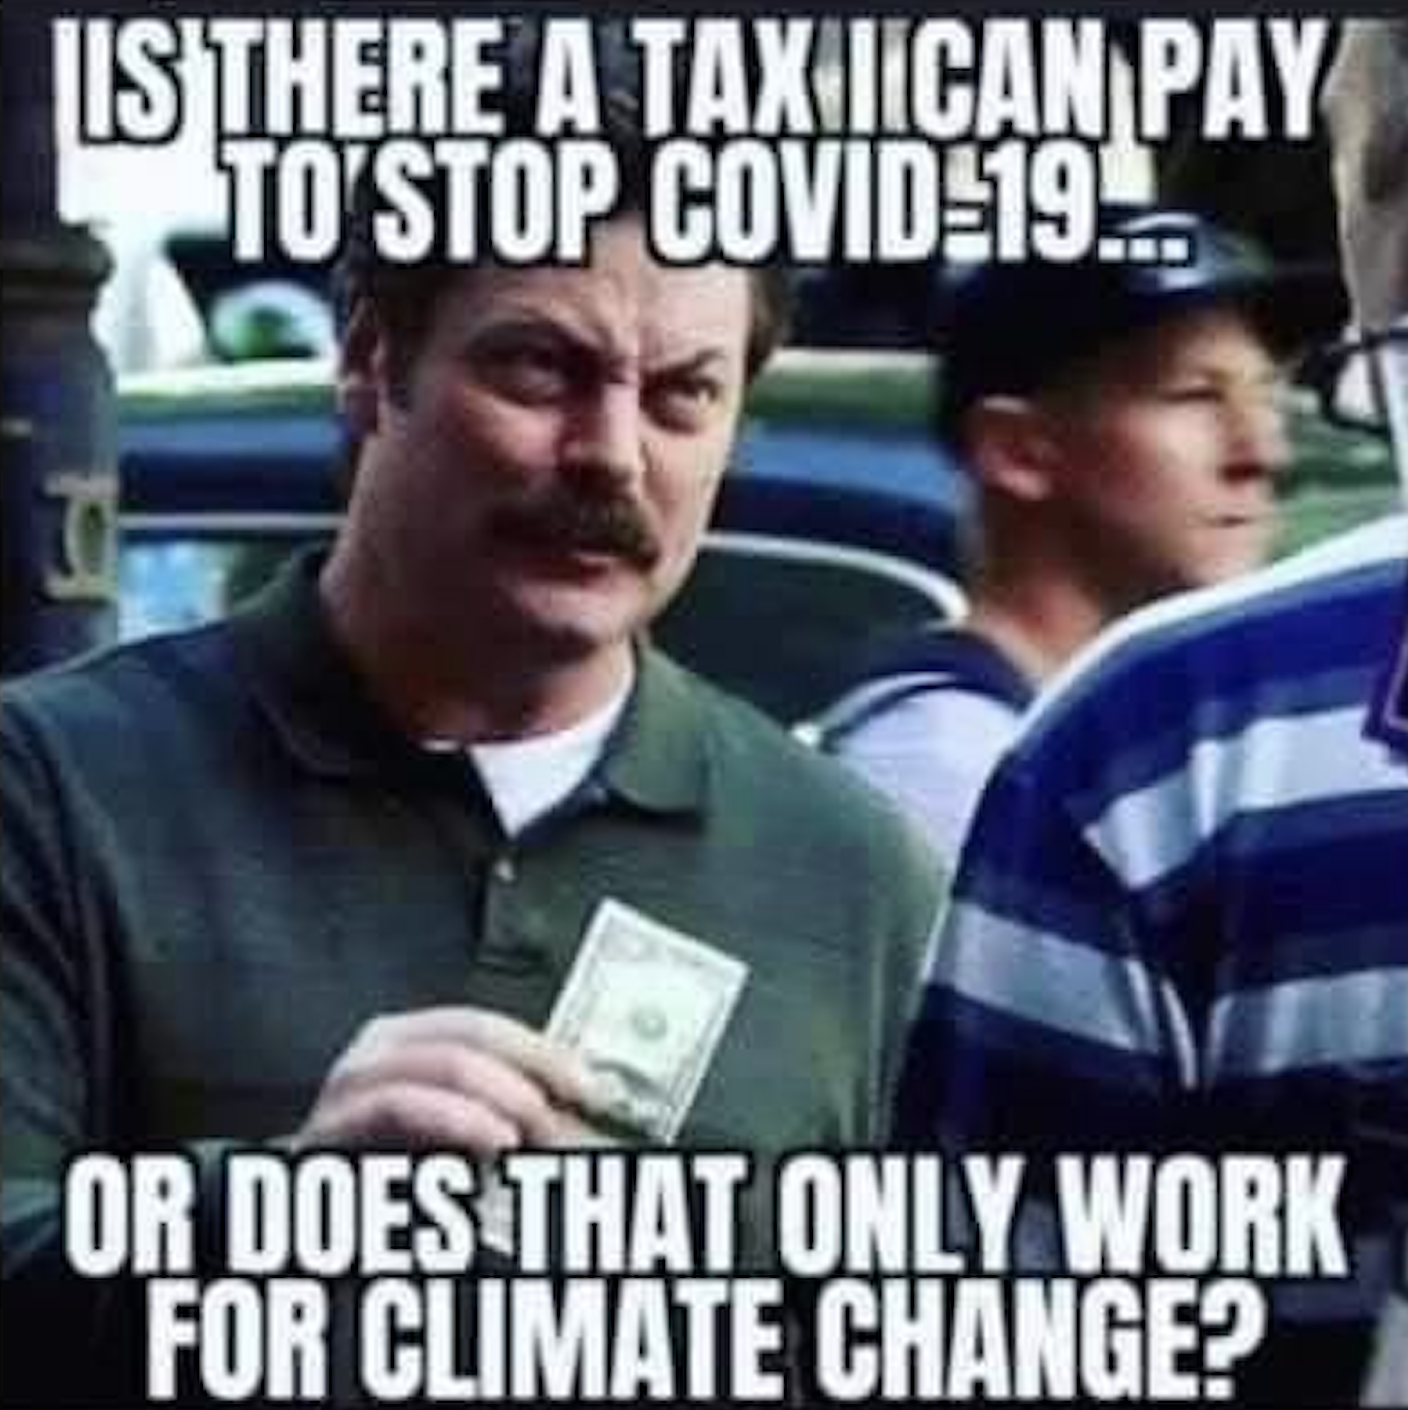 IS THERE A TAX I CAN PAY
TO STOP COVID-19...
OR DOES THAT ONLY WORK
FOR CLIMATE CHANGE?